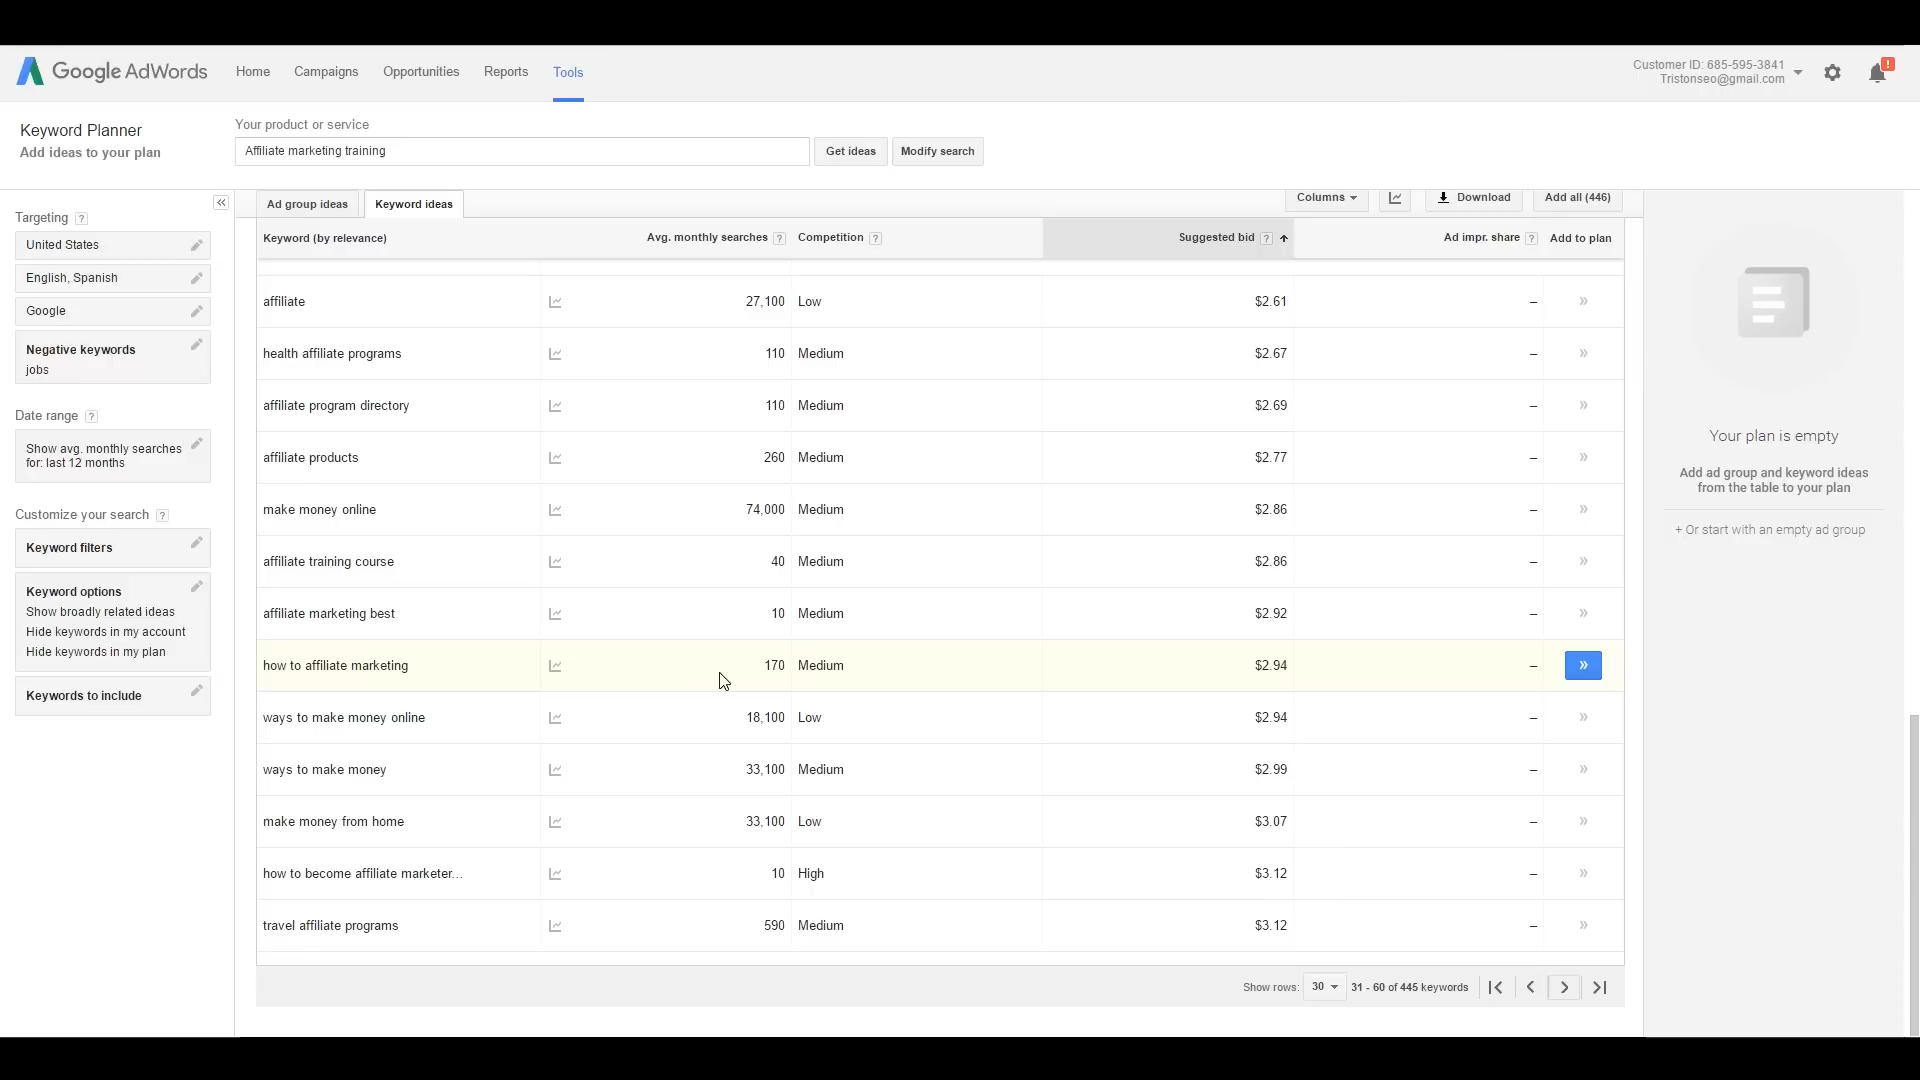 Google AdWords Home Campaigns Opportunities Reports Tools
Customer ID: 685-595-3841
Tristonseo@gmail.com
!
Keyword Planner
Add ideas to your plan
Your product or service
Affiliate marketing training Get ideas Modify search
Targeting ?
United States
English, Spanish
Google
Negative keywords
jobs
Date range ?
Show avg. monthly searches
for: last 12 months
Customize your search ?
Keyword filters
Keyword options
Show broadly related ideas
Hide keywords in my account
Hide keywords in my plan
Keywords to include
Ad group ideas Keyword ideas Columns Download Add all (446)
Keyword (by relevance) Avg. monthly searches ? Competition ? Suggested bid ? Ad impr. share ? Add to plan
affiliate 27,100 Low $2.61 – »
health affiliate programs 110 Medium $2.67 – »
affiliate program directory 110 Medium $2.69 – »
affiliate products 260 Medium $2.77 – »
make money online 74,000 Medium $2.86 – »
affiliate training course 40 Medium $2.86 – »
affiliate marketing best 10 Medium $2.92 – »
how to affiliate marketing 170 Medium $2.94 – »
ways to make money online 18,100 Low $2.94 – »
ways to make money 33,100 Medium $2.99 – »
make money from home 33,100 Low $3.07 – »
how to become affiliate marketer... 10 High $3.12 – »
travel affiliate programs 590 Medium $3.12 – »
Show rows: 30 31 - 60 of 445 keywords
Your plan is empty
Add ad group and keyword ideas
from the table to your plan
+ Or start with an empty ad group